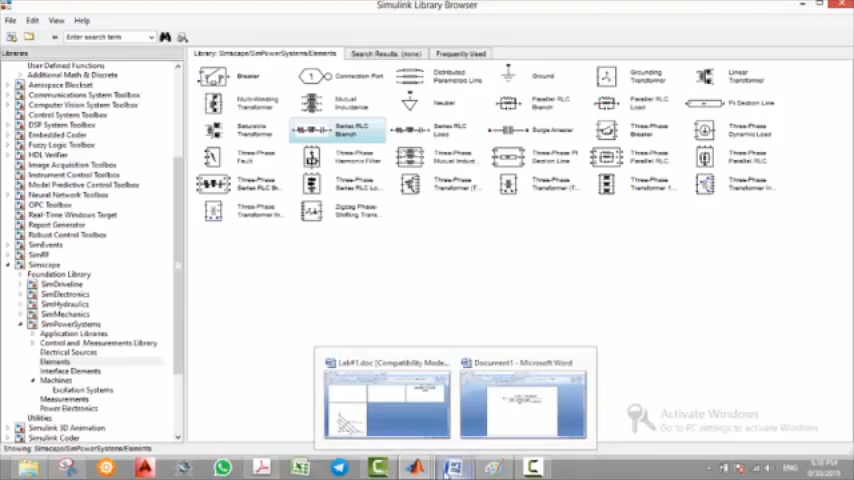 Simulink Library Browser
File Edit View Help
Enter search term
Libraries
Library: Simscape/SimPowerSystems/Elements
Search Results: (none)
Frequently Used
User-Defined Functions
Additional Math & Discrete
Aerospace Blockset
Communications System Toolbox
Computer Vision System Toolbox
Control System Toolbox
DSP System Toolbox
Embedded Coder
Fuzzy Logic Toolbox
HDL Verifier
Image Acquisition Toolbox
Instrument Control Toolbox
Model Predictive Control Toolbox
Neural Network Toolbox
OPC Toolbox
Real-Time Windows Target
Report Generator
Robust Control Toolbox
SimEvents
SimRF
Simscape
Foundation Library
SimDriveline
SimElectronics
SimHydraulics
SimMechanics
SimPowerSystems
Application Libraries
Control and Measurements Library
Electrical Sources
Elements
Interface Elements
Machines
Excitation Systems
Measurements
Power Electronics
Utilities
Simulink 3D Animation
Simulink Coder
Breaker
Connection Port
Distributed
Parameters Line
Ground
Grounding
Transformer
Linear
Transformer
Multi-Winding
Transformer
Mutual
Inductance
Neutral
Parallel RLC
Branch
Parallel RLC
Load
Pi Section Line
Saturable
Transformer
Series RLC
Branch
Series RLC
Load
Surge Arrester
Three-Phase
Breaker
Three-Phase
Dynamic Load
Three-Phase
Fault
Three-Phase
Harmonic Filter
Three-Phase
Mutual Induct...
Three-Phase PI
Section Line
Three-Phase
Parallel RLC...
Three-Phase
Parallel RLC...
Three-Phase
Series RLC B...
Three-Phase
Series RLC Lo...
Three-Phase
Transformer (T...
Three-Phase
Transformer (T...
Three-Phase
Transformer 1...
Three-Phase
Transformer In...
Three-Phase
Transformer In...
Zigzag Phase-
Shifting Trans...
Lab#1.doc [Compatibility Mode...
Document1 - Microsoft Word
Activate Windows
Go to PC settings to activate Windows.
Showing: Simscape/SimPowerSystems/Elements
ENG